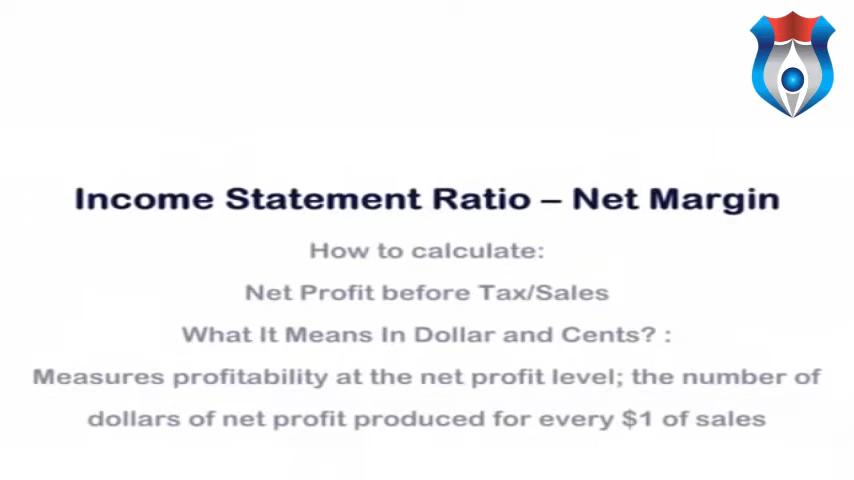 Income Statement Ratio – Net Margin
How to calculate:
Net Profit before Tax/Sales
What It Means In Dollar and Cents? :
Measures profitability at the net profit level; the number of
dollars of net profit produced for every $1 of sales